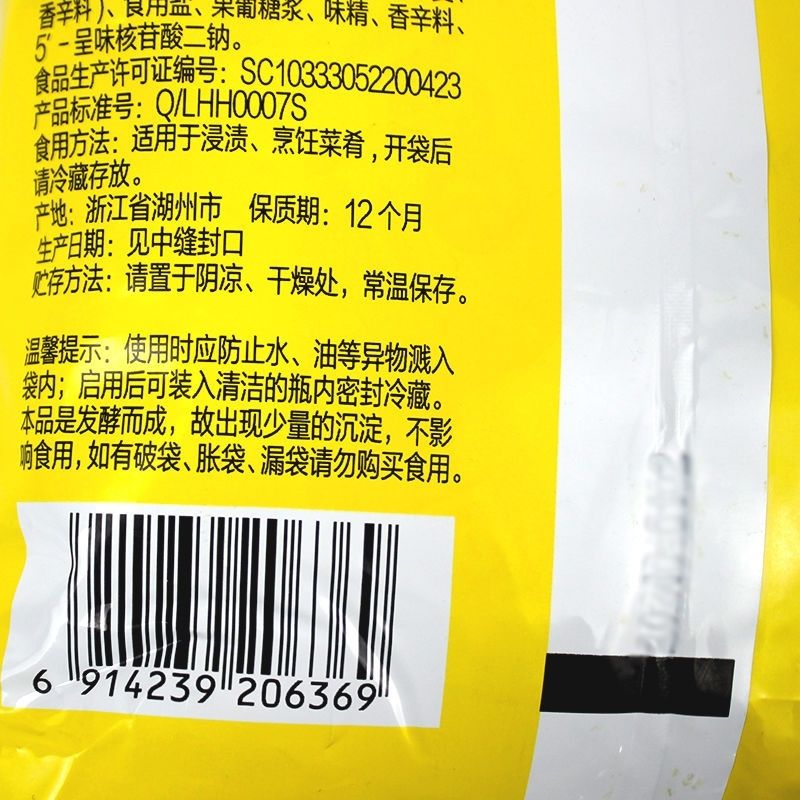 香辛料）、食用盐、果葡糖浆、味精、香辛料、
5′-呈味核苷酸二钠。
食品生产许可证编号：SC10333052200423
产品标准号：Q/LHH0007S
食用方法：适用于浸渍、烹饪菜肴，开袋后
请冷藏存放。
产地：浙江省湖州市 保质期：12个月
生产日期：见中缝封口
贮存方法：请置于阴凉、干燥处，常温保存。
温馨提示：使用时应防止水、油等异物溅入
袋内；启用后可装入清洁的瓶内密封冷藏。
本品是发酵而成，故出现少量的沉淀，不影
响食用，如有破袋、胀袋、漏袋请勿购买食用。
6 914239 206369